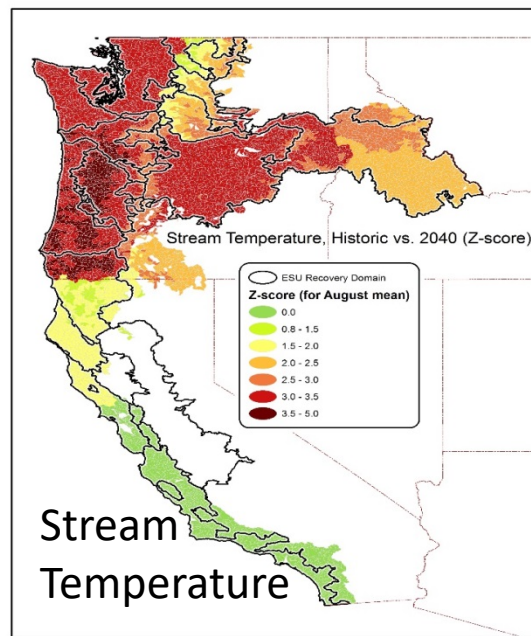 Stream Temperature, Historic vs. 2040 (Z-score)
ESU Recovery Domain
Z-score (for August mean)
0.0
0.8 - 1.5
1.5 - 2.0
2.0 - 2.5
2.5 - 3.0
3.0 - 3.5
3.5 - 5.0
Stream
Temperature